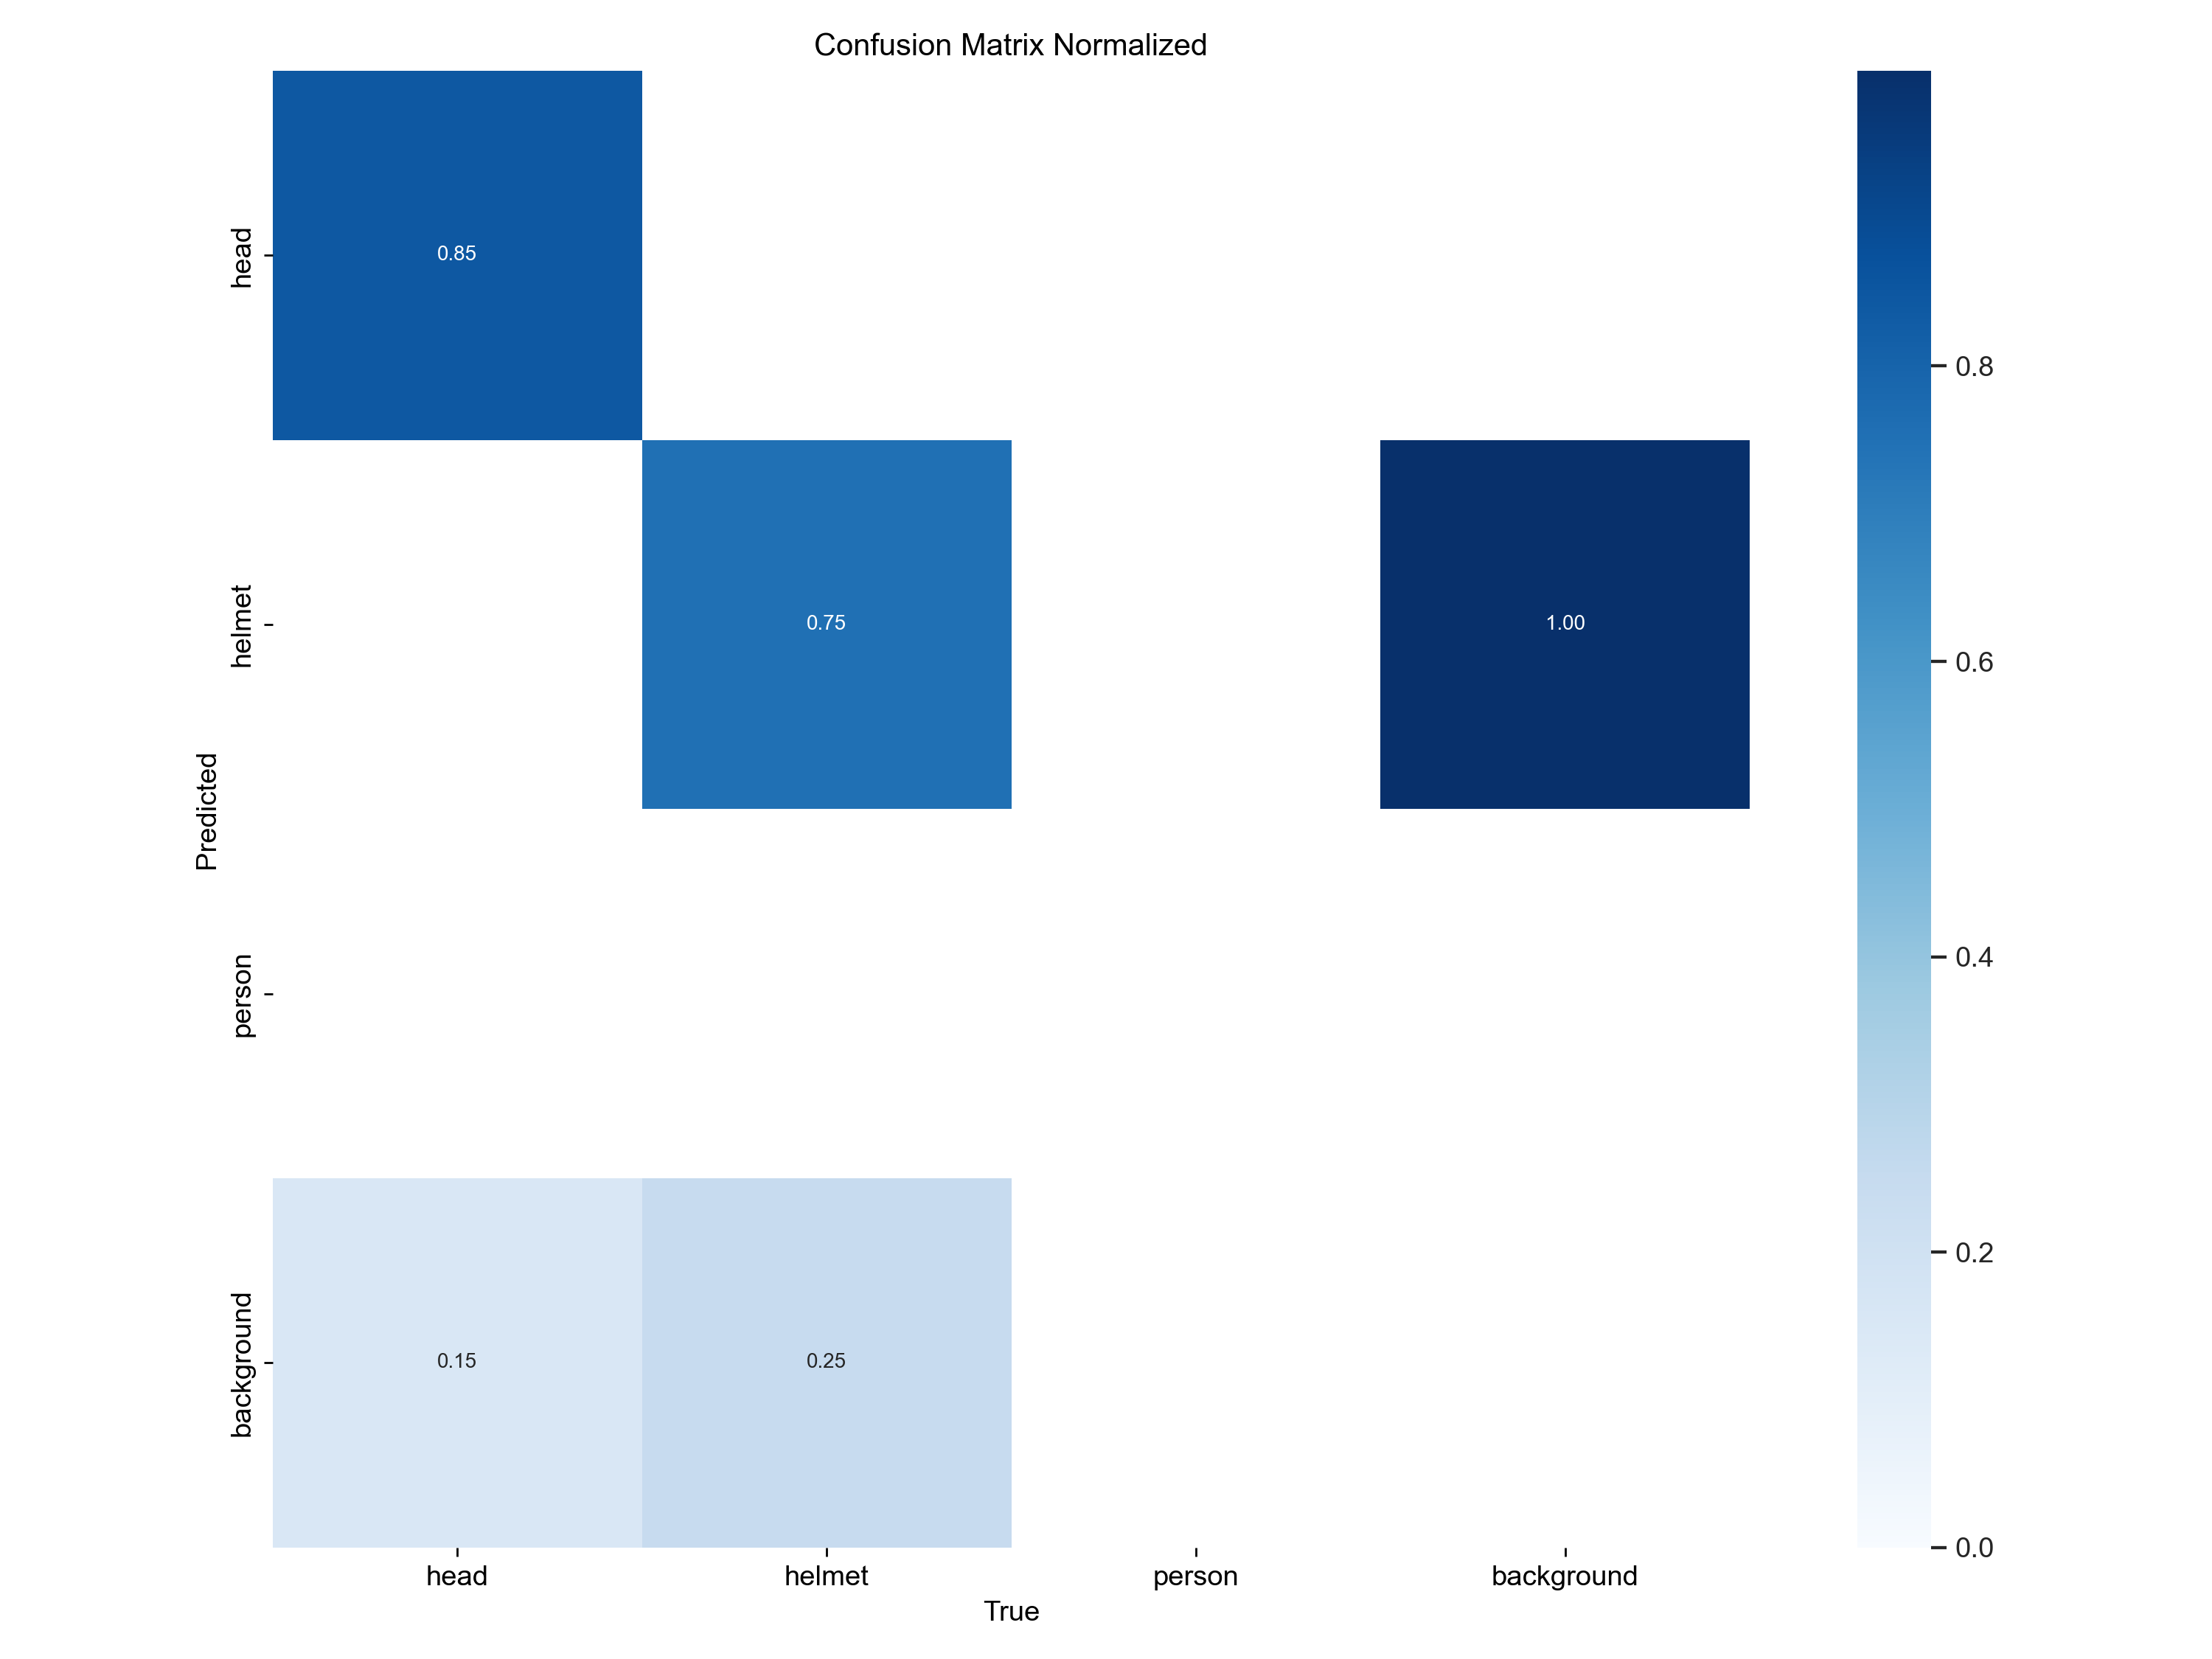 Confusion Matrix Normalized
head
0.85
helmet
0.75
1.00
Predicted
person
background
0.15
0.25
head
helmet
person
background
True
0.8
0.6
0.4
0.2
0.0